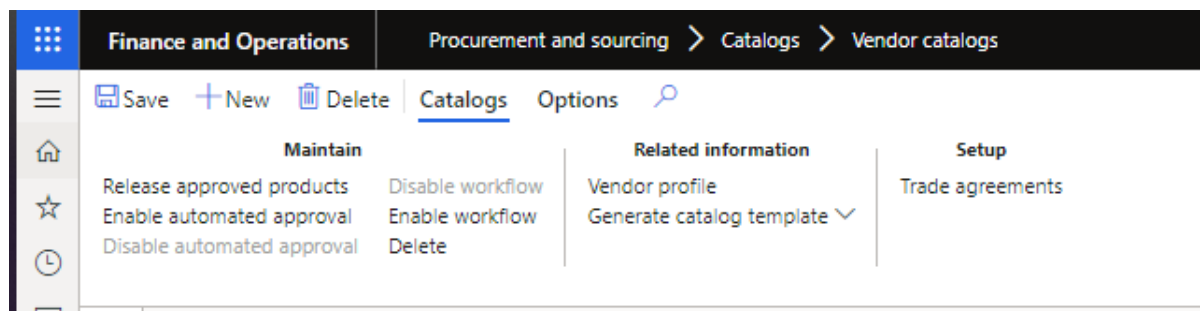 Finance and Operations Procurement and sourcing > Catalogs > Vendor catalogs
Save New Delete Catalogs Options
Maintain Related information Setup
Release approved products Disable workflow Vendor profile Trade agreements
Enable automated approval Enable workflow Generate catalog template
Disable automated approval Delete